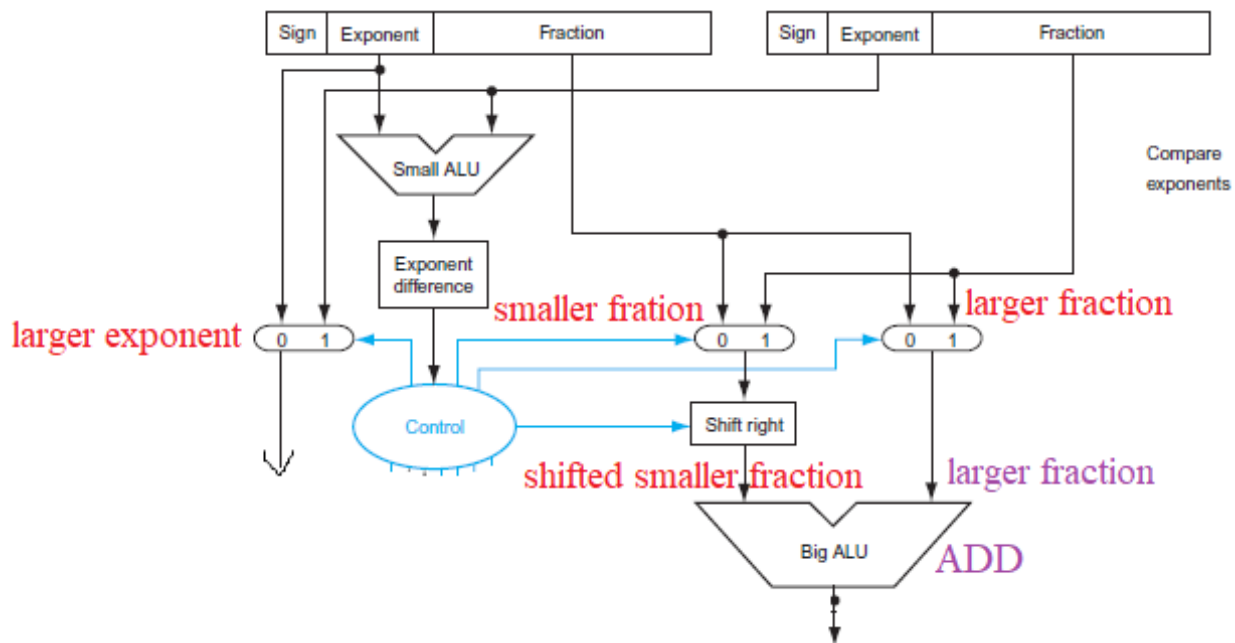 Sign Exponent Fraction Sign Exponent Fraction
Small ALU
Compare
exponents
Exponent
difference
smaller fration
larger fraction
larger exponent
0 1
0 1
0 1
Control
Shift right
shifted smaller fraction
larger fraction
Big ALU
ADD